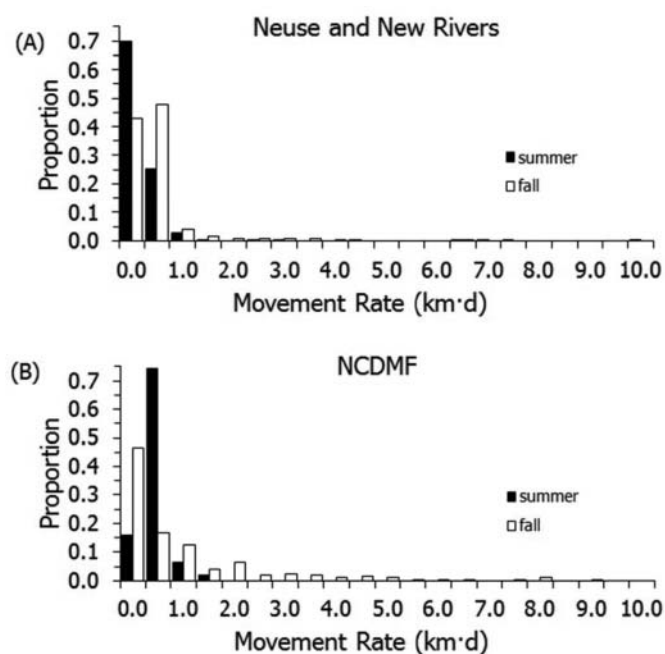 (A)
Neuse and New Rivers
Proportion
0.7
0.6
0.5
0.4
0.3
0.2
0.1
0.0
summer
fall
0.0 1.0 2.0 3.0 4.0 5.0 6.0 7.0 8.0 9.0 10.0
Movement Rate (km·d)
(B)
NCDMF
Proportion
0.7
0.6
0.5
0.4
0.3
0.2
0.1
0.0
summer
fall
0.0 1.0 2.0 3.0 4.0 5.0 6.0 7.0 8.0 9.0 10.0
Movement Rate (km·d)